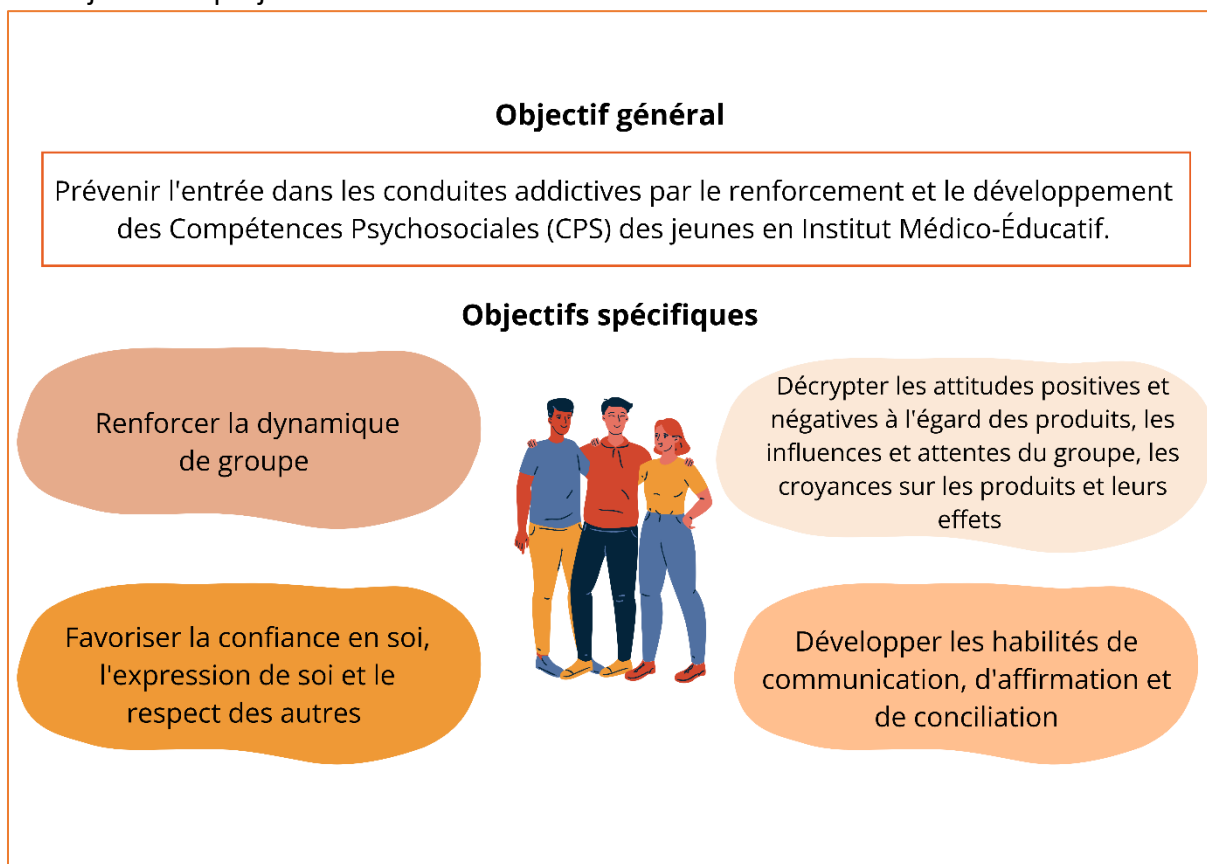 Objectif général
Prévenir l'entrée dans les conduites addictives par le renforcement et le développement
des Compétences Psychosociales (CPS) des jeunes en Institut Médico-Éducatif.
Objectifs spécifiques
Renforcer la dynamique
de groupe
Décrypter les attitudes positives et
négatives à l'égard des produits, les
influences et attentes du groupe, les
croyances sur les produits et leurs
effets
Favoriser la confiance en soi,
l'expression de soi et le
respect des autres
Développer les habilités de
communication, d'affirmation et
de conciliation